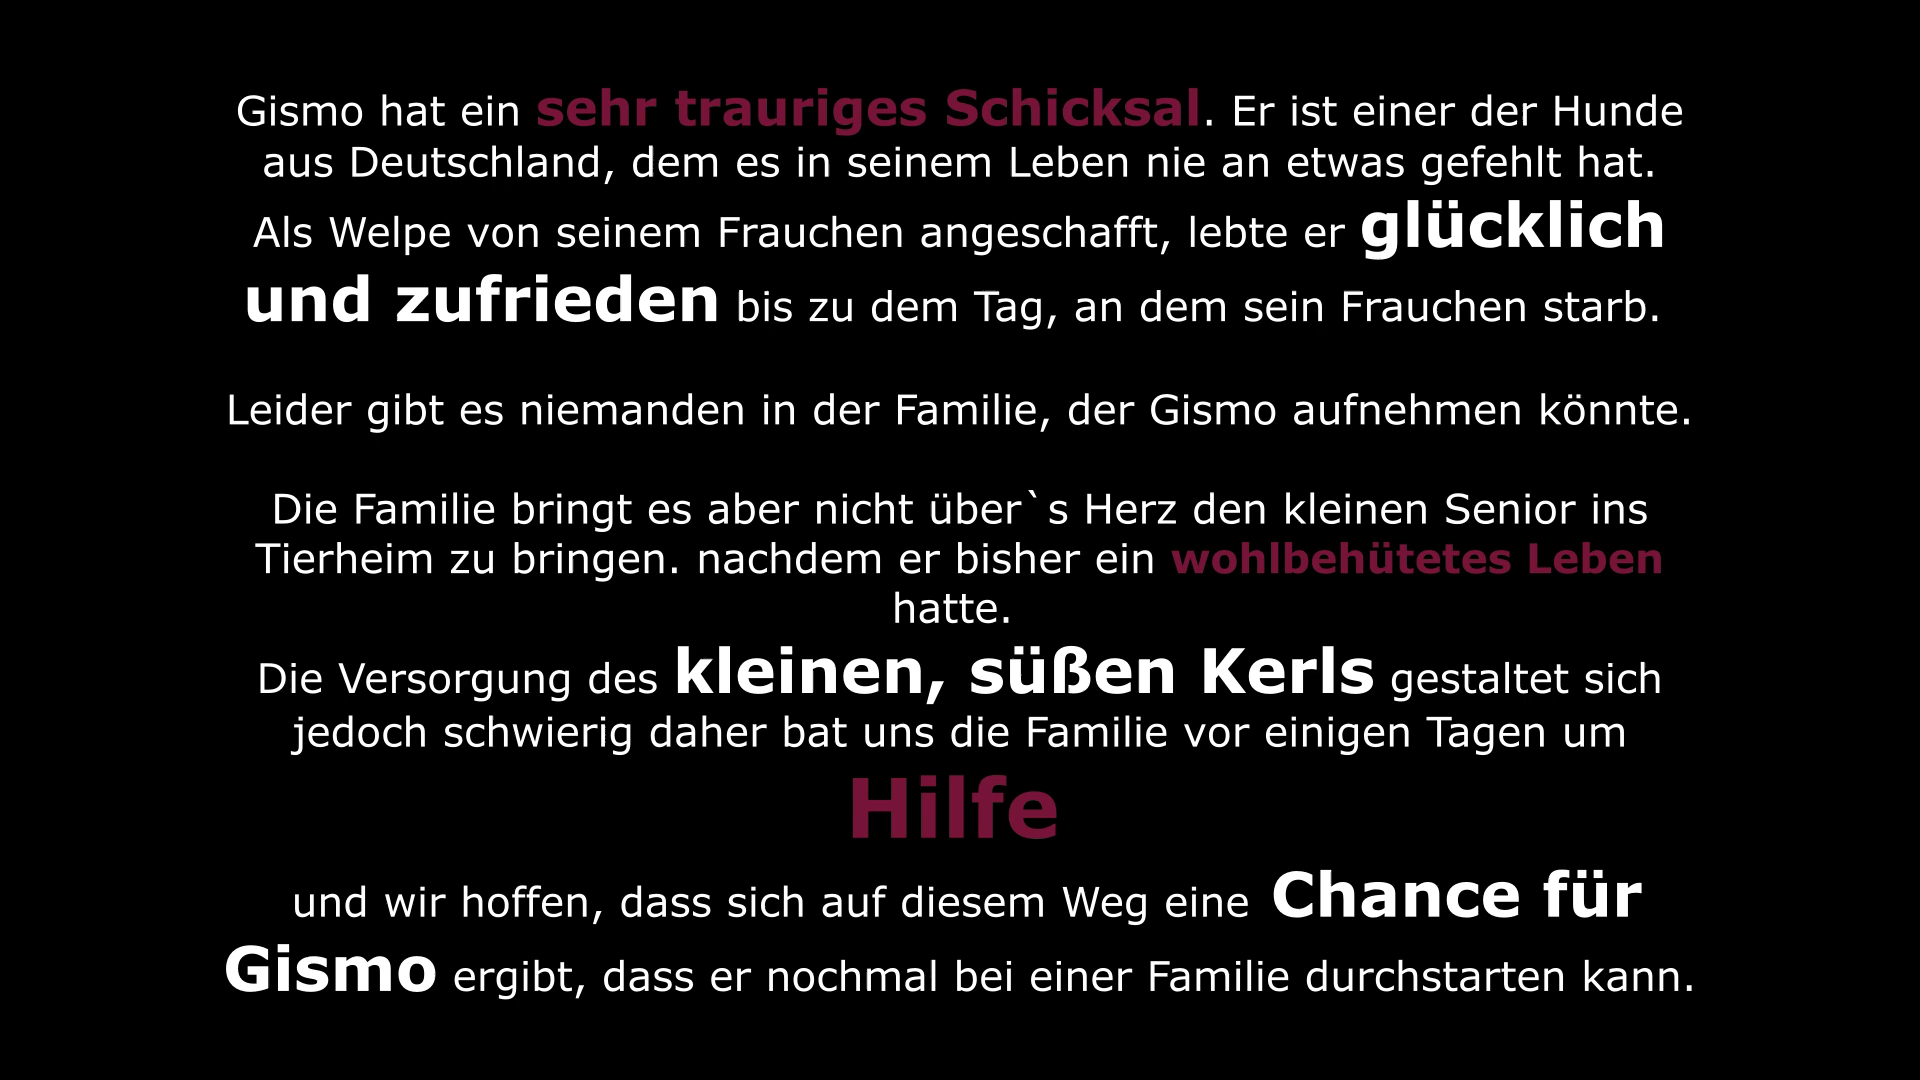 Gismo hat ein sehr trauriges Schicksal. Er ist einer der Hunde
aus Deutschland, dem es in seinem Leben nie an etwas gefehlt hat.
Als Welpe von seinem Frauchen angeschafft, lebte er glücklich
und zufrieden bis zu dem Tag, an dem sein Frauchen starb.
Leider gibt es niemanden in der Familie, der Gismo aufnehmen könnte.
Die Familie bringt es aber nicht über`s Herz den kleinen Senior ins
Tierheim zu bringen. nachdem er bisher ein wohlbehütetes Leben
hatte.
Die Versorgung des kleinen, süßen Kerls gestaltet sich
jedoch schwierig daher bat uns die Familie vor einigen Tagen um
Hilfe
und wir hoffen, dass sich auf diesem Weg eine Chance für
Gismo ergibt, dass er nochmal bei einer Familie durchstarten kann.